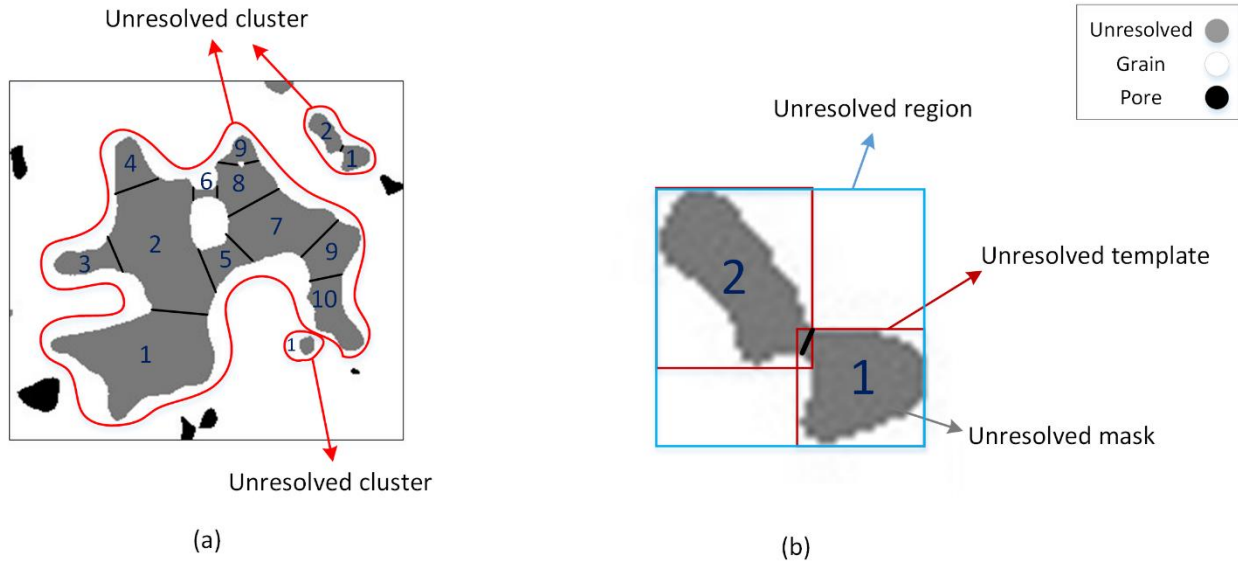 Unresolved cluster
Unresolved
Grain
Pore
Unresolved region
2
1
4
9
6
8
2
7
3
5
9
10
1
1
Unresolved template
2
1
Unresolved mask
Unresolved cluster
(a)
(b)